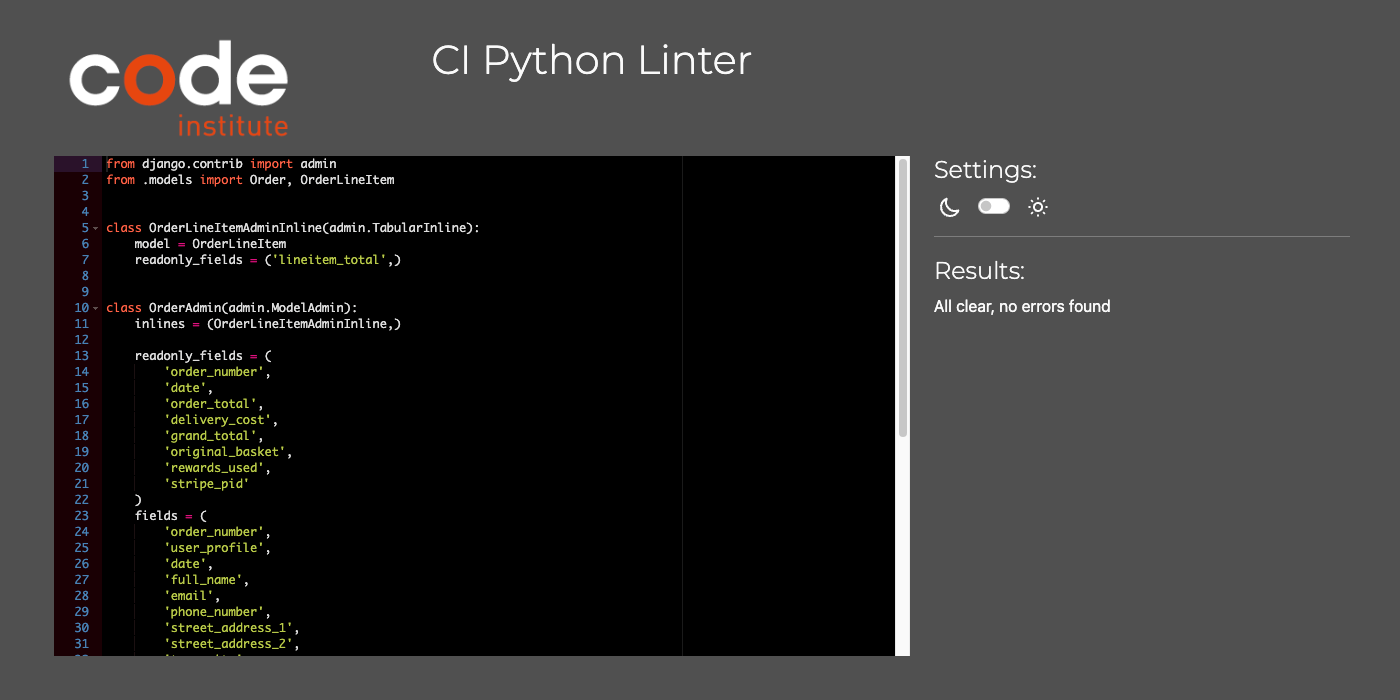 code
institute
CI Python Linter
1 from django.contrib import admin
2 from .models import Order, OrderLineItem
3
4
5 class OrderLineItemAdminInline(admin.TabularInline):
6     model = OrderLineItem
7     readonly_fields = ('lineitem_total',)
8
9
10 class OrderAdmin(admin.ModelAdmin):
11     inlines = (OrderLineItemAdminInline,)
12
13     readonly_fields = (
14         'order_number',
15         'date',
16         'order_total',
17         'delivery_cost',
18         'grand_total',
19         'original_basket',
20         'rewards_used',
21         'stripe_pid'
22     )
23     fields = (
24         'order_number',
25         'user_profile',
26         'date',
27         'full_name',
28         'email',
29         'phone_number',
30         'street_address_1',
31         'street_address_2',
Settings:
Results:
All clear, no errors found